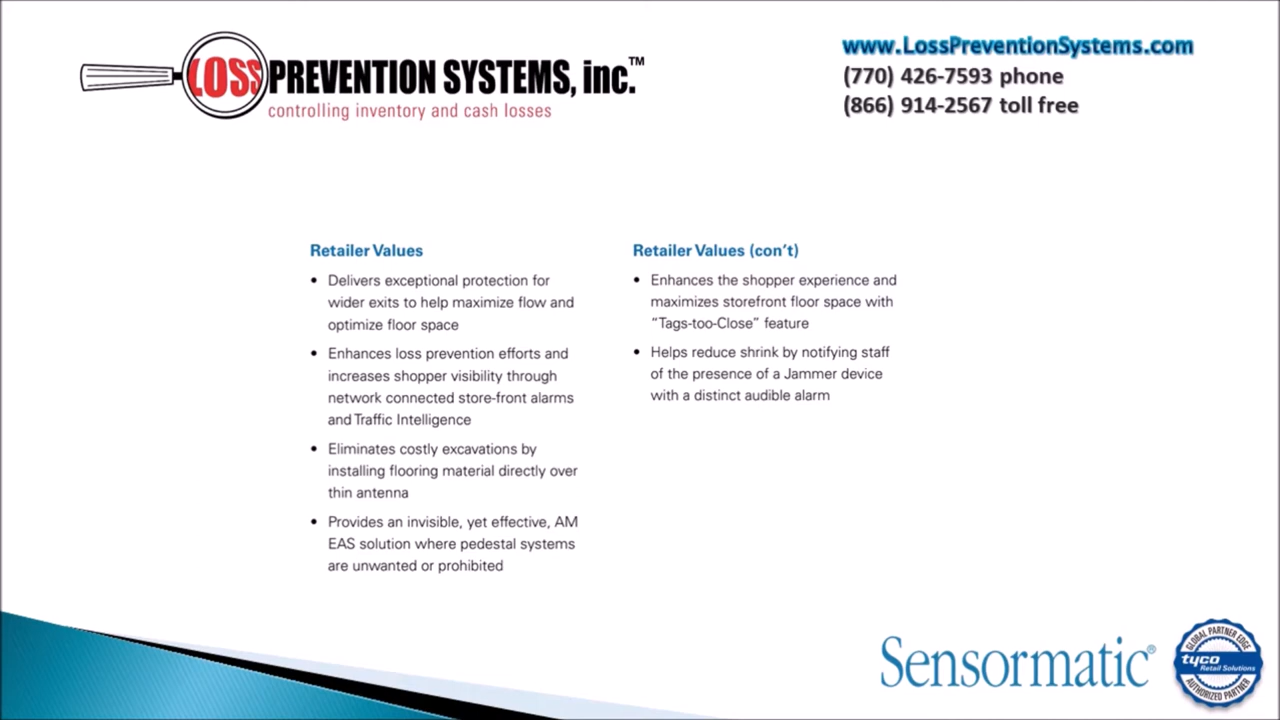 LOSS PREVENTION SYSTEMS, inc.™
controlling inventory and cash losses
www.LossPreventionSystems.com
(770) 426-7593 phone
(866) 914-2567 toll free
Retailer Values
• Delivers exceptional protection for
wider exits to help maximize flow and
optimize floor space
• Enhances loss prevention efforts and
increases shopper visibility through
network connected store-front alarms
and Traffic Intelligence
• Eliminates costly excavations by
installing flooring material directly over
thin antenna
• Provides an invisible, yet effective, AM
EAS solution where pedestal systems
are unwanted or prohibited
Retailer Values (con't)
• Enhances the shopper experience and
maximizes storefront floor space with
“Tags-too-Close” feature
• Helps reduce shrink by notifying staff
of the presence of a Jammer device
with a distinct audible alarm
Sensormatic®
GLOBAL PARTNER EDGE
tyco
Retail Solutions
AUTHORIZED PARTNER